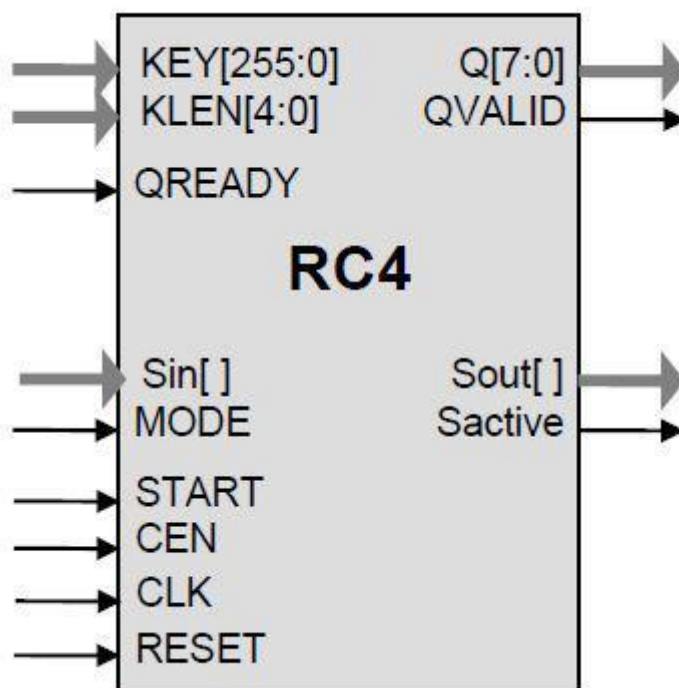 KEY[255:0] Q[7:0]
KLEN[4:0] QVALID
QREADY
RC4
Sin[ ] Sout[ ]
MODE Sactive
START
CEN
CLK
RESET